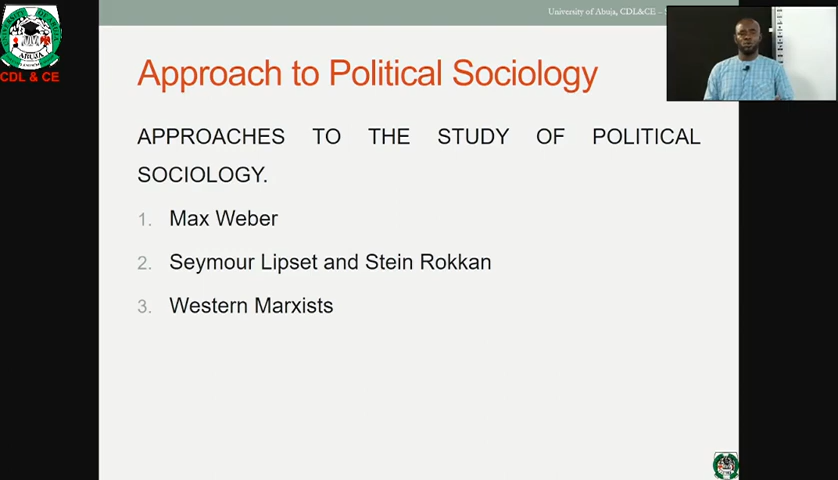 University of Abuja, CDL&CE –
ABUJA
CDL & CE
Approach to Political Sociology
APPROACHES TO THE STUDY OF POLITICAL
SOCIOLOGY.
1. Max Weber
2. Seymour Lipset and Stein Rokkan
3. Western Marxists